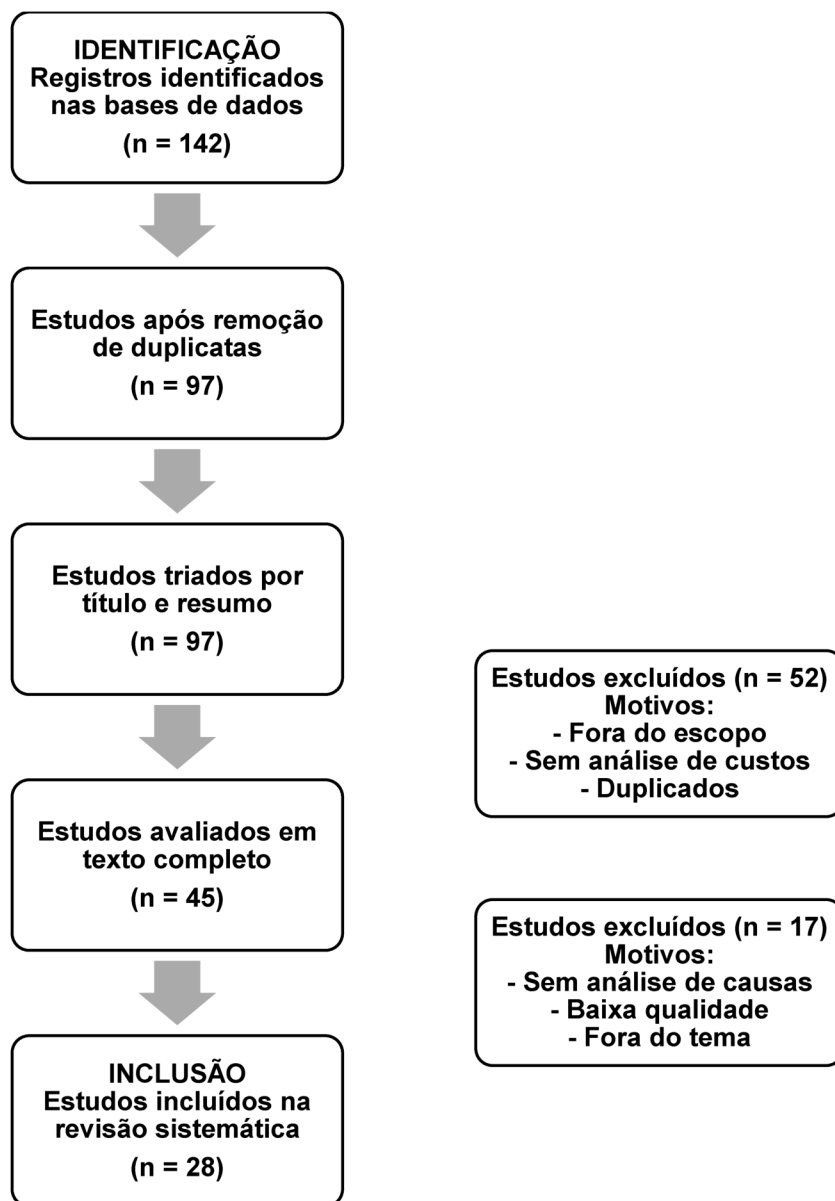 IDENTIFICAÇÃO
Registros identificados
nas bases de dados
(n = 142)
Estudos após remoção
de duplicatas
(n = 97)
Estudos triados por
título e resumo
(n = 97)
Estudos excluídos (n = 52)
Motivos:
- Fora do escopo
- Sem análise de custos
- Duplicados
Estudos avaliados em
texto completo
(n = 45)
Estudos excluídos (n = 17)
Motivos:
- Sem análise de causas
- Baixa qualidade
- Fora do tema
INCLUSÃO
Estudos incluídos na
revisão sistemática
(n = 28)